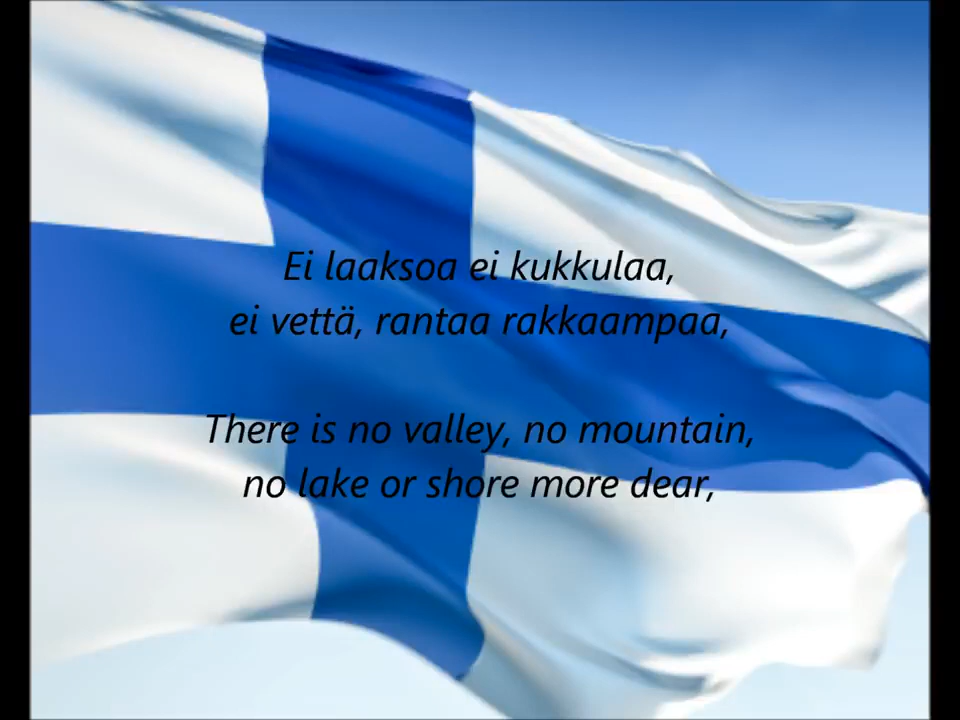 Ei laaksoa ei kukkulaa,
ei vettä, rantaa rakkaampaa,
There is no valley, no mountain,
no lake or shore more dear,